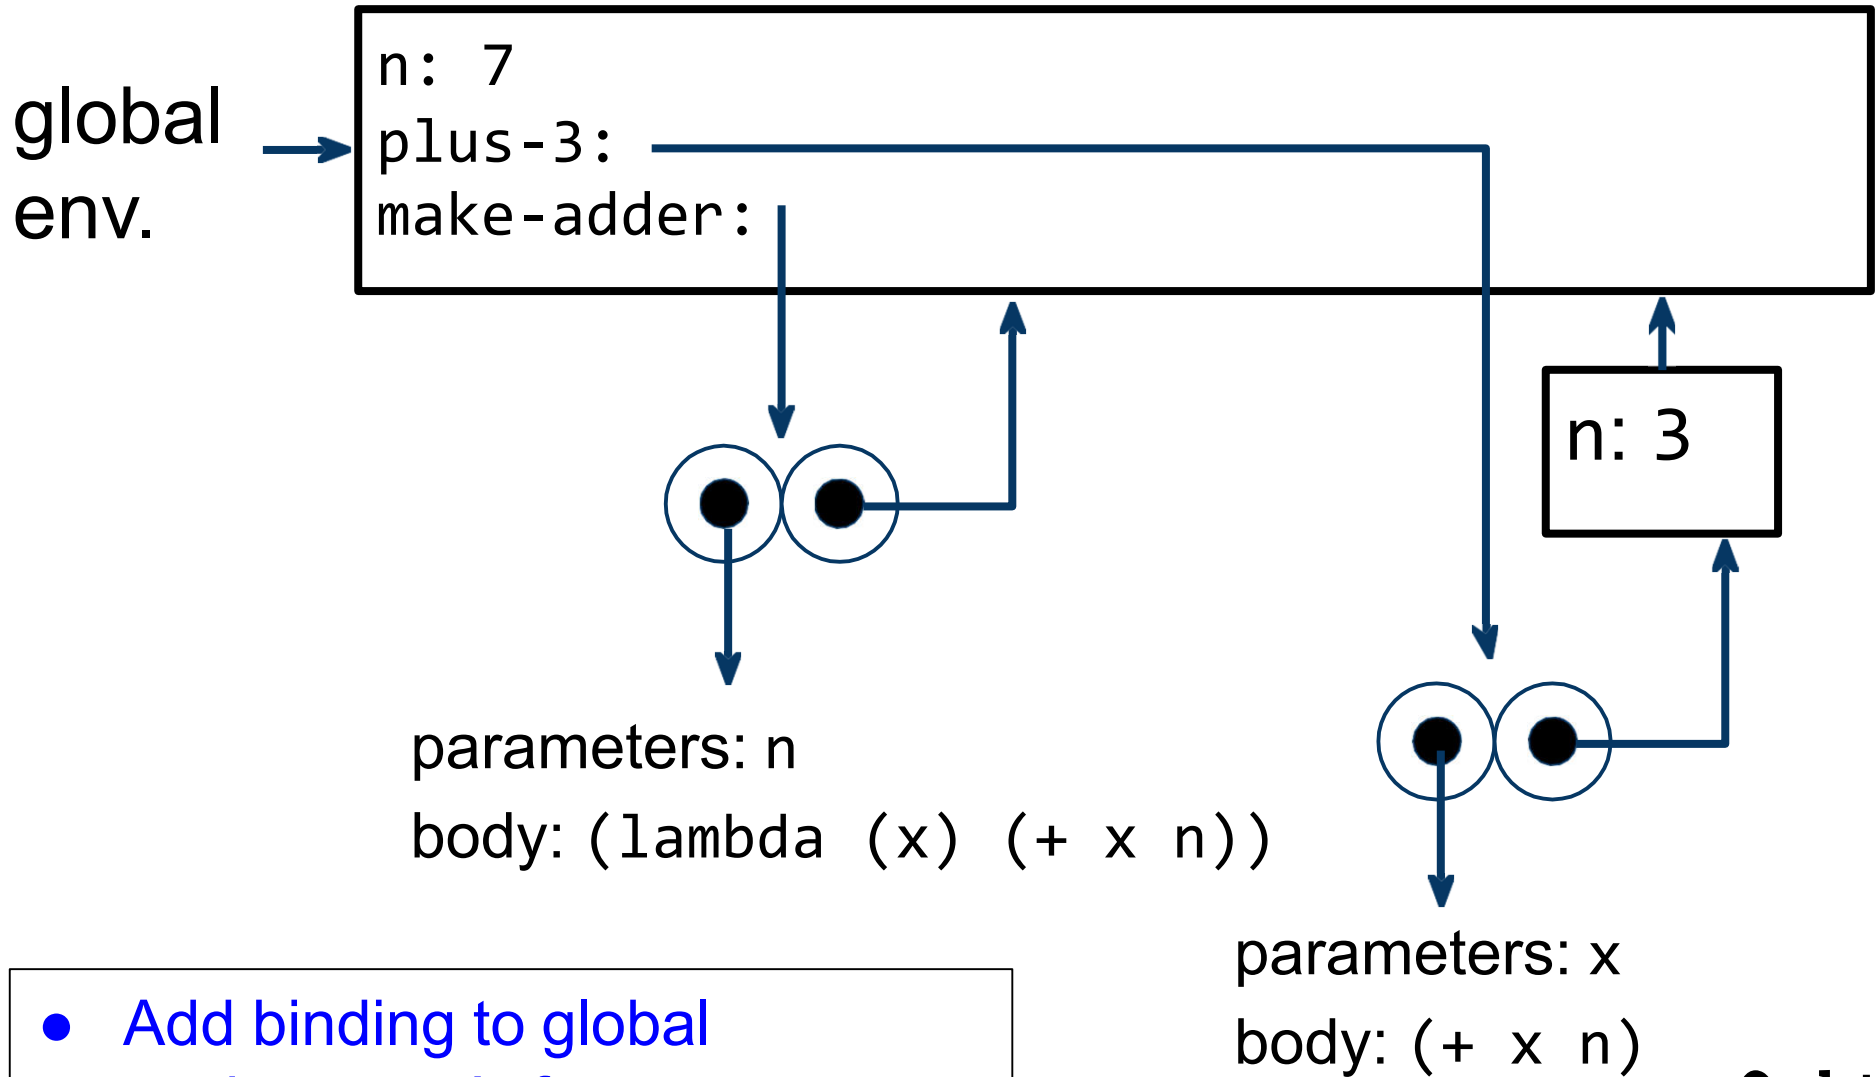 global
env.
n: 7
plus-3:
make-adder:
n: 3
parameters: n
body: (lambda (x) (+ x n))
parameters: x
body: (+ x n)
● Add binding to global